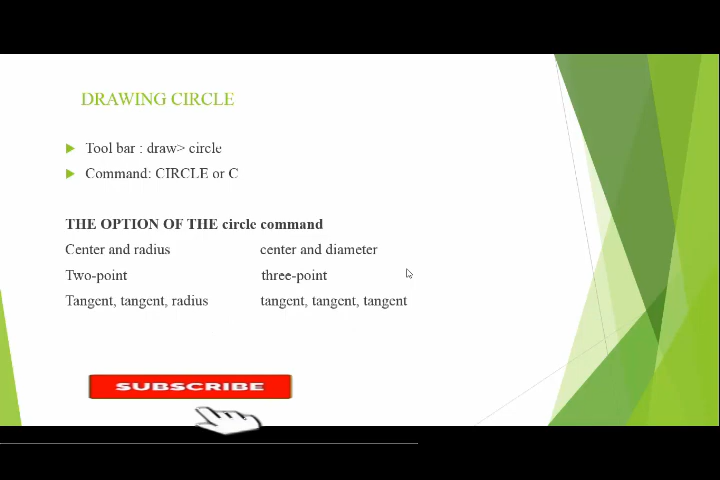 DRAWING CIRCLE
Tool bar : draw> circle
Command: CIRCLE or C
THE OPTION OF THE circle command
Center and radius center and diameter
Two-point three-point
Tangent, tangent, radius tangent, tangent, tangent
SUBSCRIBE